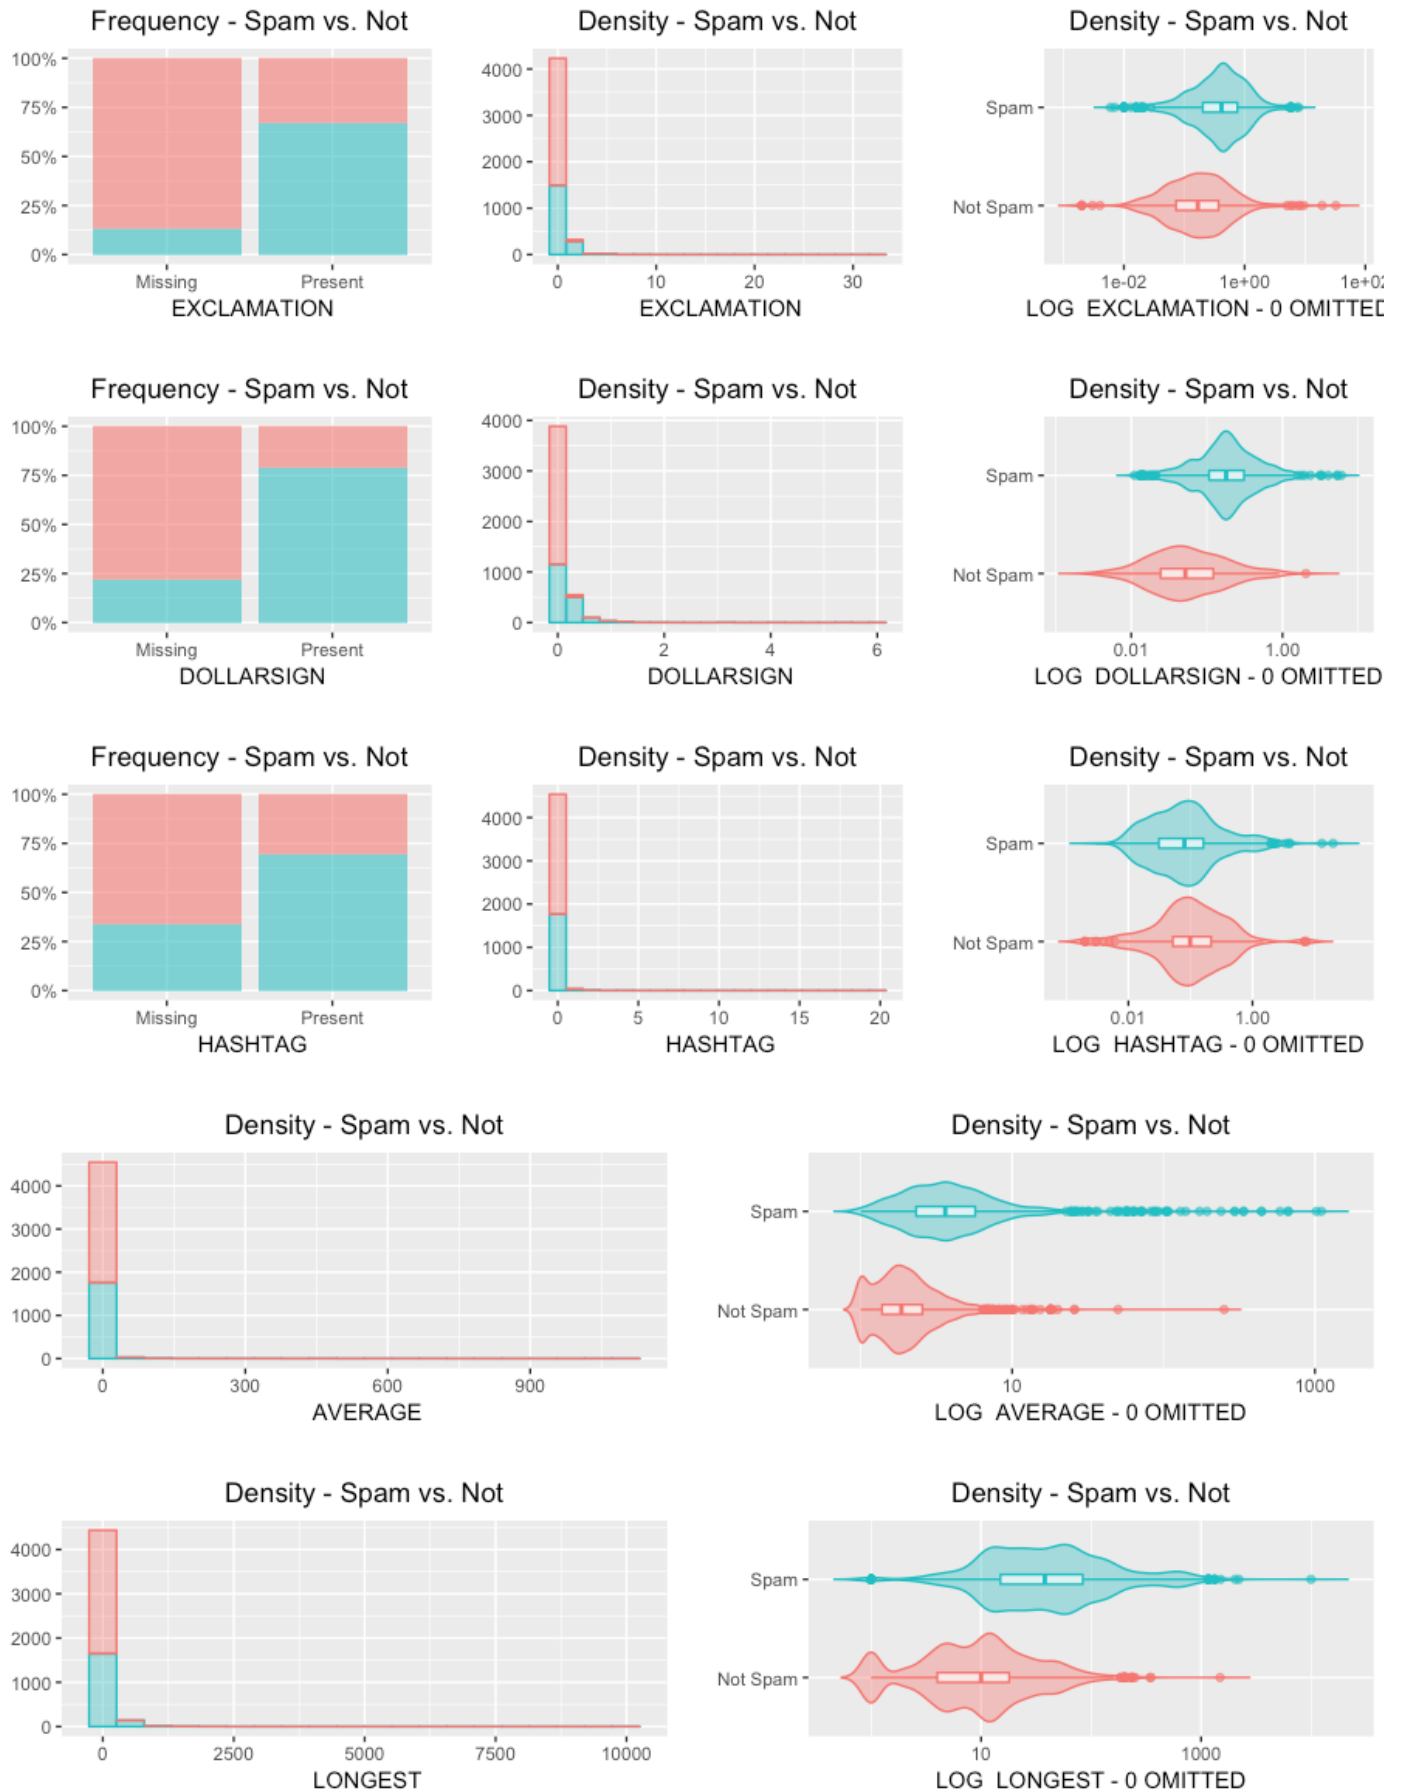 Frequency - Spam vs. Not
100%
75%
50%
25%
0%
Missing Present
EXCLAMATION
Density - Spam vs. Not
4000
3000
2000
1000
0
0 10 20 30
EXCLAMATION
Density - Spam vs. Not
Spam
Not Spam
1e-02 1e+00 1e+02
LOG EXCLAMATION - 0 OMITTED
Frequency - Spam vs. Not
100%
75%
50%
25%
0%
Missing Present
DOLLARSIGN
Density - Spam vs. Not
4000
3000
2000
1000
0
0 2 4 6
DOLLARSIGN
Density - Spam vs. Not
Spam
Not Spam
0.01 1.00
LOG DOLLARSIGN - 0 OMITTED
Frequency - Spam vs. Not
100%
75%
50%
25%
0%
Missing Present
HASHTAG
Density - Spam vs. Not
4000
3000
2000
1000
0
0 5 10 15 20
HASHTAG
Density - Spam vs. Not
Spam
Not Spam
0.01 1.00
LOG HASHTAG - 0 OMITTED
Density - Spam vs. Not
4000
3000
2000
1000
0
0 300 600 900
AVERAGE
Density - Spam vs. Not
Spam
Not Spam
10 1000
LOG AVERAGE - 0 OMITTED
Density - Spam vs. Not
4000
3000
2000
1000
0
0 2500 5000 7500 10000
LONGEST
Density - Spam vs. Not
Spam
Not Spam
10 1000
LOG LONGEST - 0 OMITTED